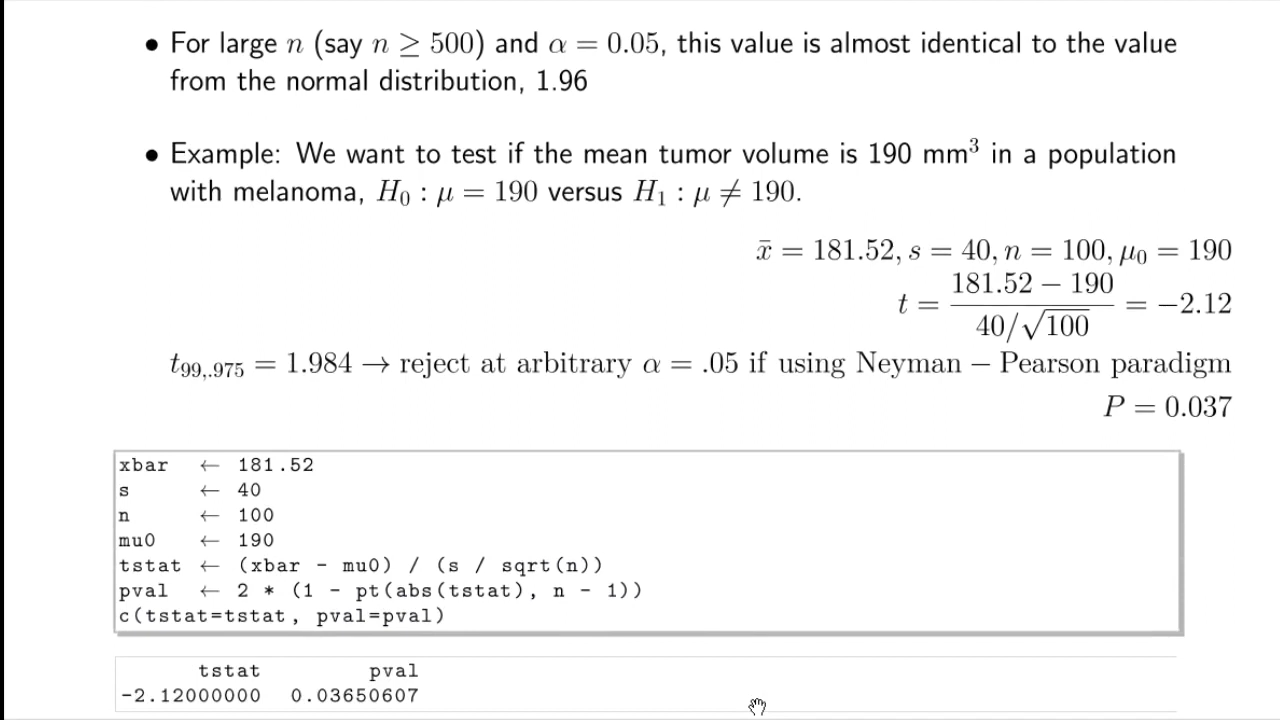 • For large n (say n ≥ 500) and α = 0.05, this value is almost identical to the value
from the normal distribution, 1.96
• Example: We want to test if the mean tumor volume is 190 mm³ in a population
with melanoma, H₀ : μ = 190 versus H₁ : μ ≠ 190.
x̄ = 181.52, s = 40, n = 100, μ₀ = 190
t = (181.52 − 190) / (40/√100) = −2.12
t₉₉,.₉₇₅ = 1.984 → reject at arbitrary α = .05 if using Neyman − Pearson paradigm
P = 0.037
xbar ← 181.52
s ← 40
n ← 100
mu0 ← 190
tstat ← (xbar - mu0) / (s / sqrt(n))
pval ← 2 * (1 - pt(abs(tstat), n - 1))
c(tstat=tstat, pval=pval)
tstat pval
-2.12000000 0.03650607